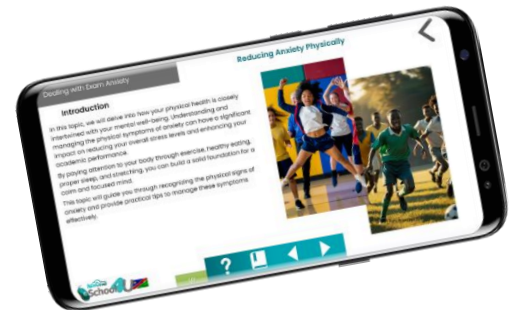 Dealing with Exam Anxiety
Reducing Anxiety Physically
Introduction
In this topic, we will delve into how your physical health is closely
intertwined with your mental well-being. Understanding and
managing the physical symptoms of anxiety can have a significant
impact on reducing your overall stress levels and enhancing your
academic performance.
By paying attention to your body through exercise, healthy eating,
proper sleep, and stretching, you can build a solid foundation for a
calm and focused mind.
This topic will guide you through recognizing the physical signs of
anxiety and provide practical tips to manage these symptoms
effectively.
?
School